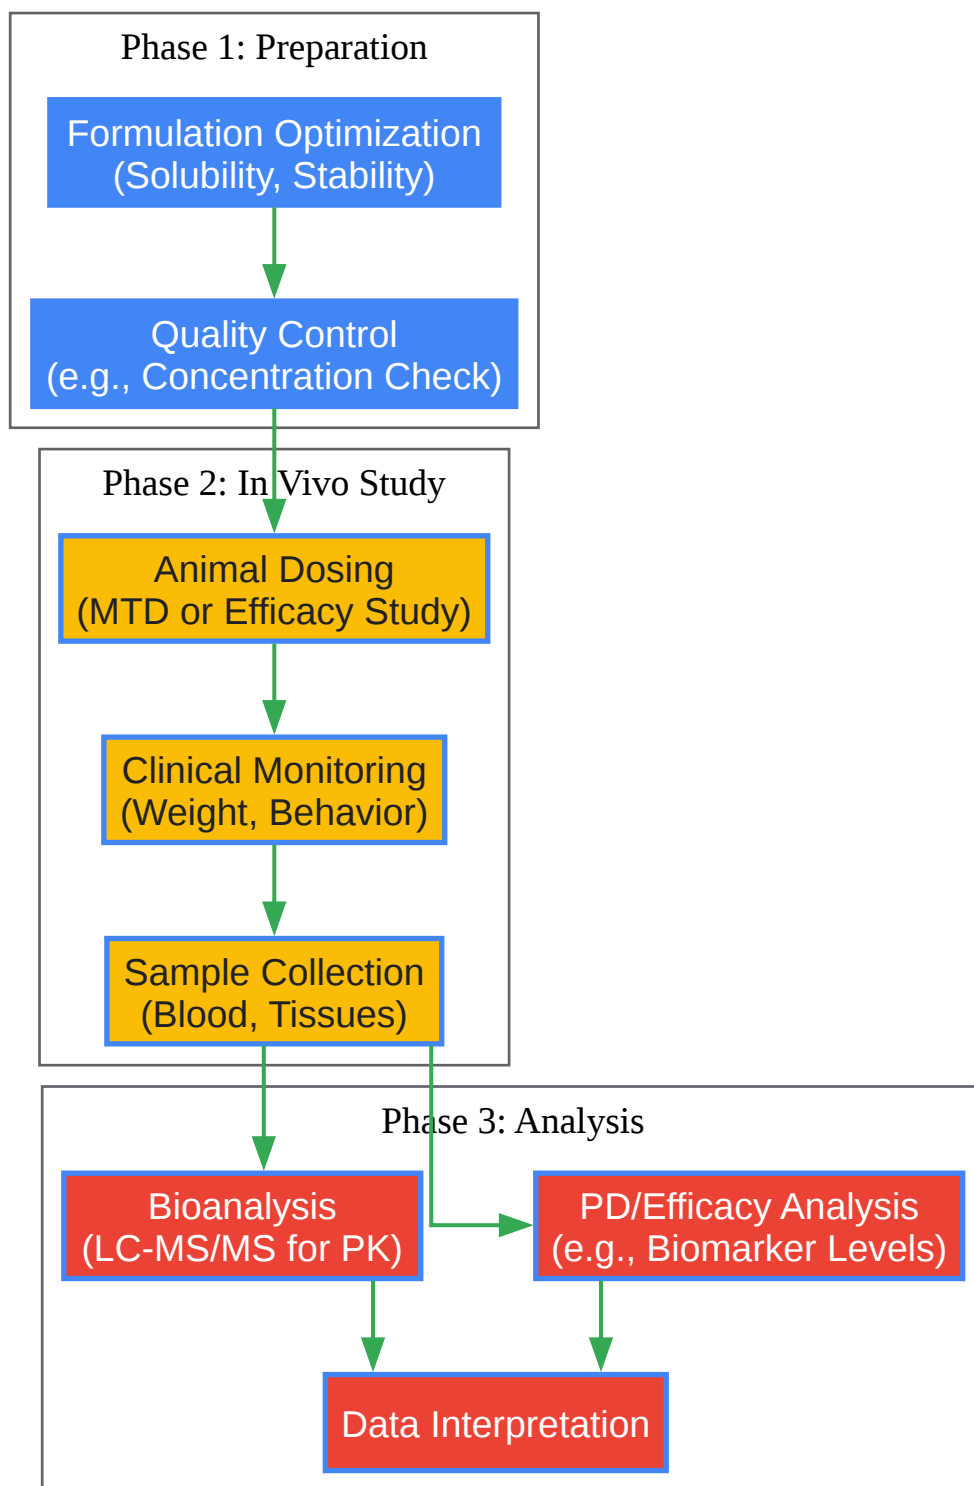 Phase 1: Preparation
Formulation Optimization
(Solubility, Stability)
Quality Control
(e.g., Concentration Check)
Phase 2: In Vivo Study
Animal Dosing
(MTD or Efficacy Study)
Clinical Monitoring
(Weight, Behavior)
Sample Collection
(Blood, Tissues)
Phase 3: Analysis
Bioanalysis
(LC-MS/MS for PK)
PD/Efficacy Analysis
(e.g., Biomarker Levels)
Data Interpretation